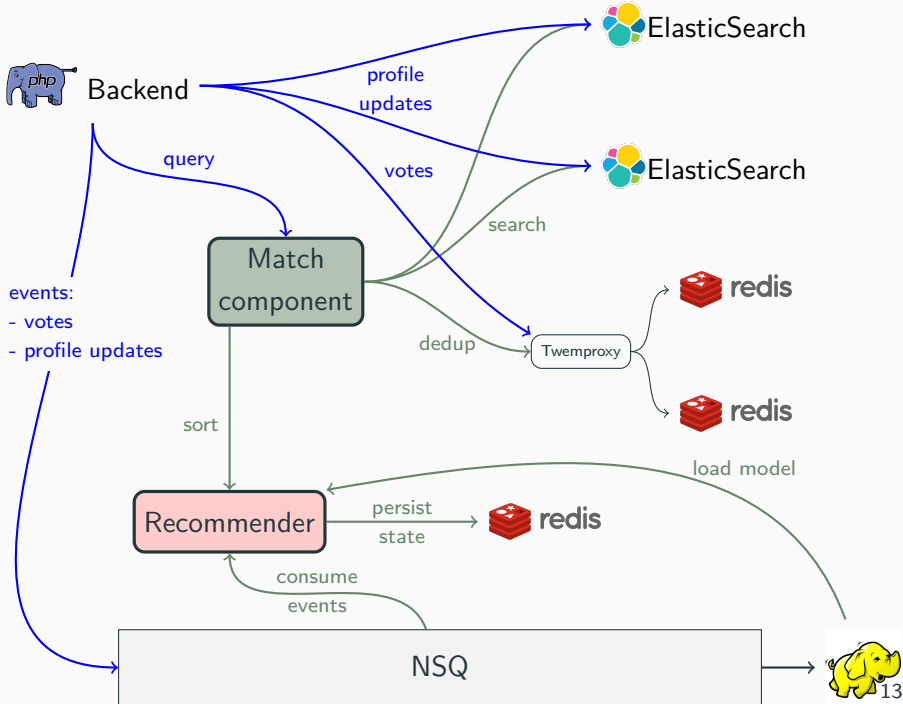 ElasticSearch
php
Backend
profile
updates
query
votes
ElasticSearch
search
Match
component
redis
events:
- votes
- profile updates
dedup
Twemproxy
redis
sort
load model
Recommender
persist
state
redis
consume
events
NSQ
13